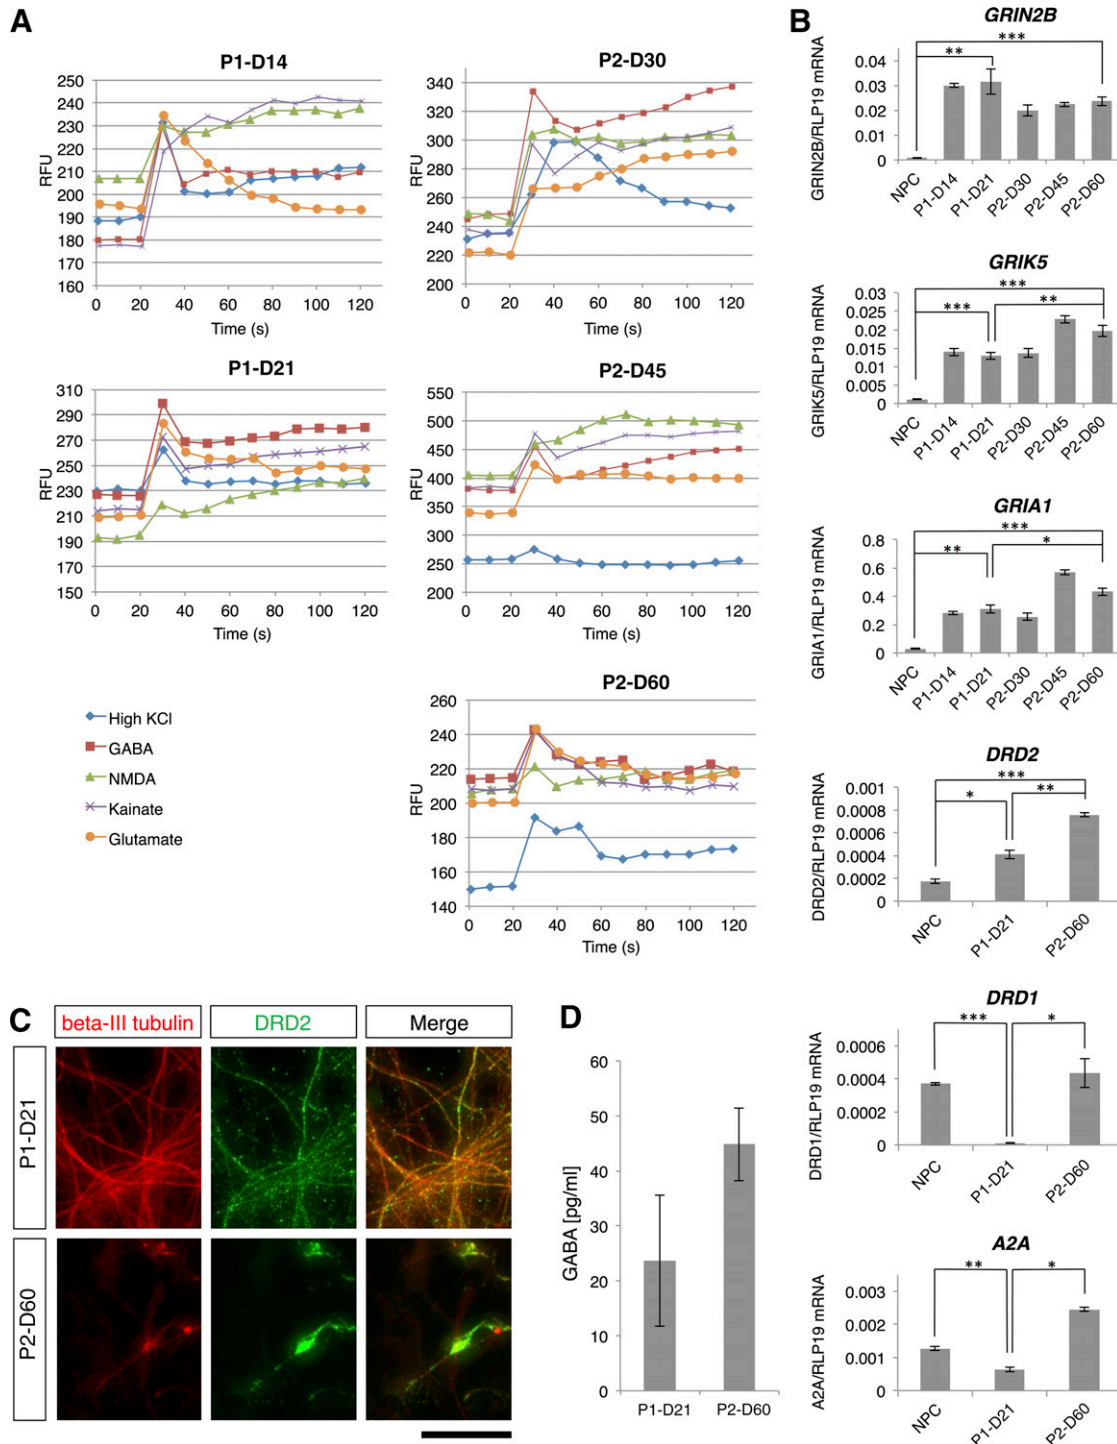 A
P1-D14
250
240
230
220
210
200
190
180
170
160
RFU
0 20 40 60 80 100 120
Time (s)
P2-D30
340
320
300
280
260
240
220
200
RFU
0 20 40 60 80 100 120
Time (s)
P1-D21
310
290
270
250
230
210
190
170
150
RFU
0 20 40 60 80 100 120
Time (s)
P2-D45
550
500
450
400
350
300
250
200
RFU
0 20 40 60 80 100 120
Time (s)
P2-D60
260
240
220
200
180
160
140
RFU
0 20 40 60 80 100 120
Time (s)
High KCl
GABA
NMDA
Kainate
Glutamate
B
GRIN2B
***
**
0.04
0.03
0.02
0.01
0
GRIN2B/RLP19 mRNA
NPC P1-D14 P1-D21 P2-D30 P2-D45 P2-D60
GRIK5
***
*** **
0.03
0.025
0.02
0.015
0.01
0.005
0
GRIK5/RLP19 mRNA
NPC P1-D14 P1-D21 P2-D30 P2-D45 P2-D60
GRIA1
***
** *
0.8
0.6
0.4
0.2
0
GRIA1/RLP19 mRNA
NPC P1-D14 P1-D21 P2-D30 P2-D45 P2-D60
DRD2
***
* **
0.001
0.0008
0.0006
0.0004
0.0002
0
DRD2/RLP19 mRNA
NPC P1-D21 P2-D60
DRD1
*** *
0.0006
0.0004
0.0002
0
DRD1/RLP19 mRNA
NPC P1-D21 P2-D60
A2A
** *
0.003
0.002
0.001
0
A2A/RLP19 mRNA
NPC P1-D21 P2-D60
C
beta-III tubulin DRD2 Merge
P1-D21
P2-D60
D
60
50
40
30
20
10
0
GABA [pg/ml]
P1-D21 P2-D60